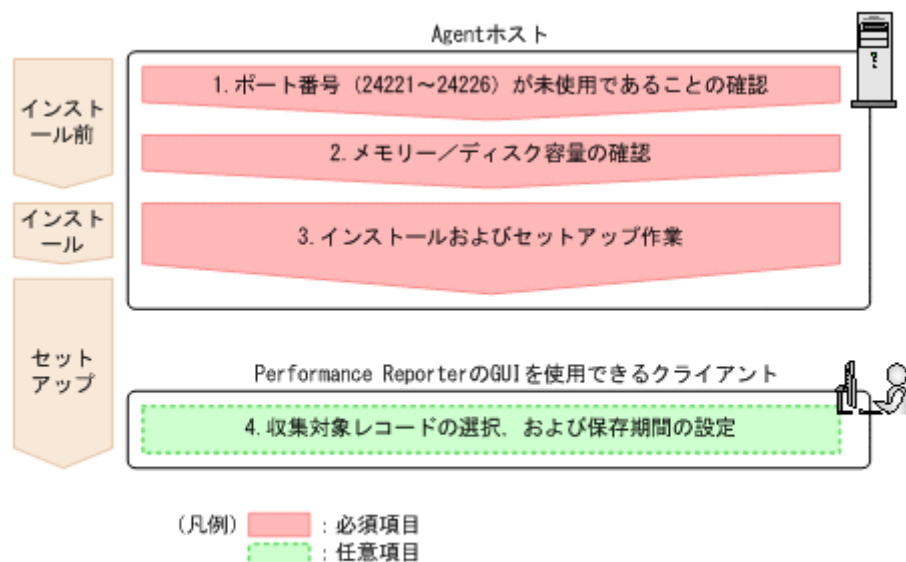 Agentホスト
インスト
ール前
1.ポート番号（24221～24226）が未使用であることの確認
2.メモリー／ディスク容量の確認
インスト
ール
3.インストールおよびセットアップ作業
セット
アップ
Performance ReporterのGUIを使用できるクライアント
4.収集対象レコードの選択，および保存期間の設定
（凡例） ：必須項目
：任意項目